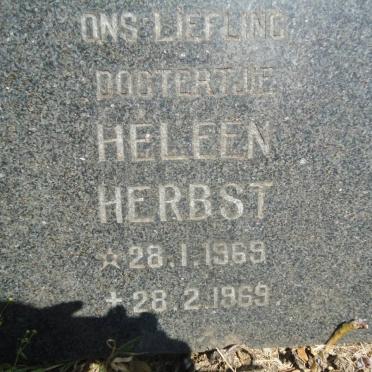 ONS LIEFLING
DOGTERTJIE
HELEEN
HERBST
☆ 28.1.1969
+ 28.2.1969